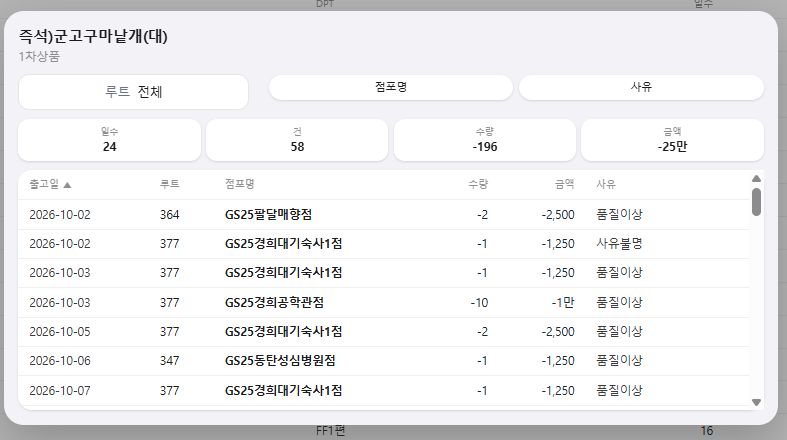 DPT 일수
즉석)군고구마낱개(대)
1차상품
루트 전체 점포명 사유
일수 건 수량 금액
24 58 -196 -25만
출고일 ▲ 루트 점포명 수량 금액 사유
2026-10-02 364 GS25팔달매향점 -2 -2,500 품질이상
2026-10-02 377 GS25경희대기숙사1점 -1 -1,250 사유불명
2026-10-03 377 GS25경희대기숙사1점 -1 -1,250 품질이상
2026-10-03 377 GS25경희공학관점 -10 -1만 품질이상
2026-10-05 377 GS25경희대기숙사1점 -2 -2,500 품질이상
2026-10-06 347 GS25동탄성심병원점 -1 -1,250 품질이상
2026-10-07 377 GS25경희대기숙사1점 -1 -1,250 품질이상
FF1편 16